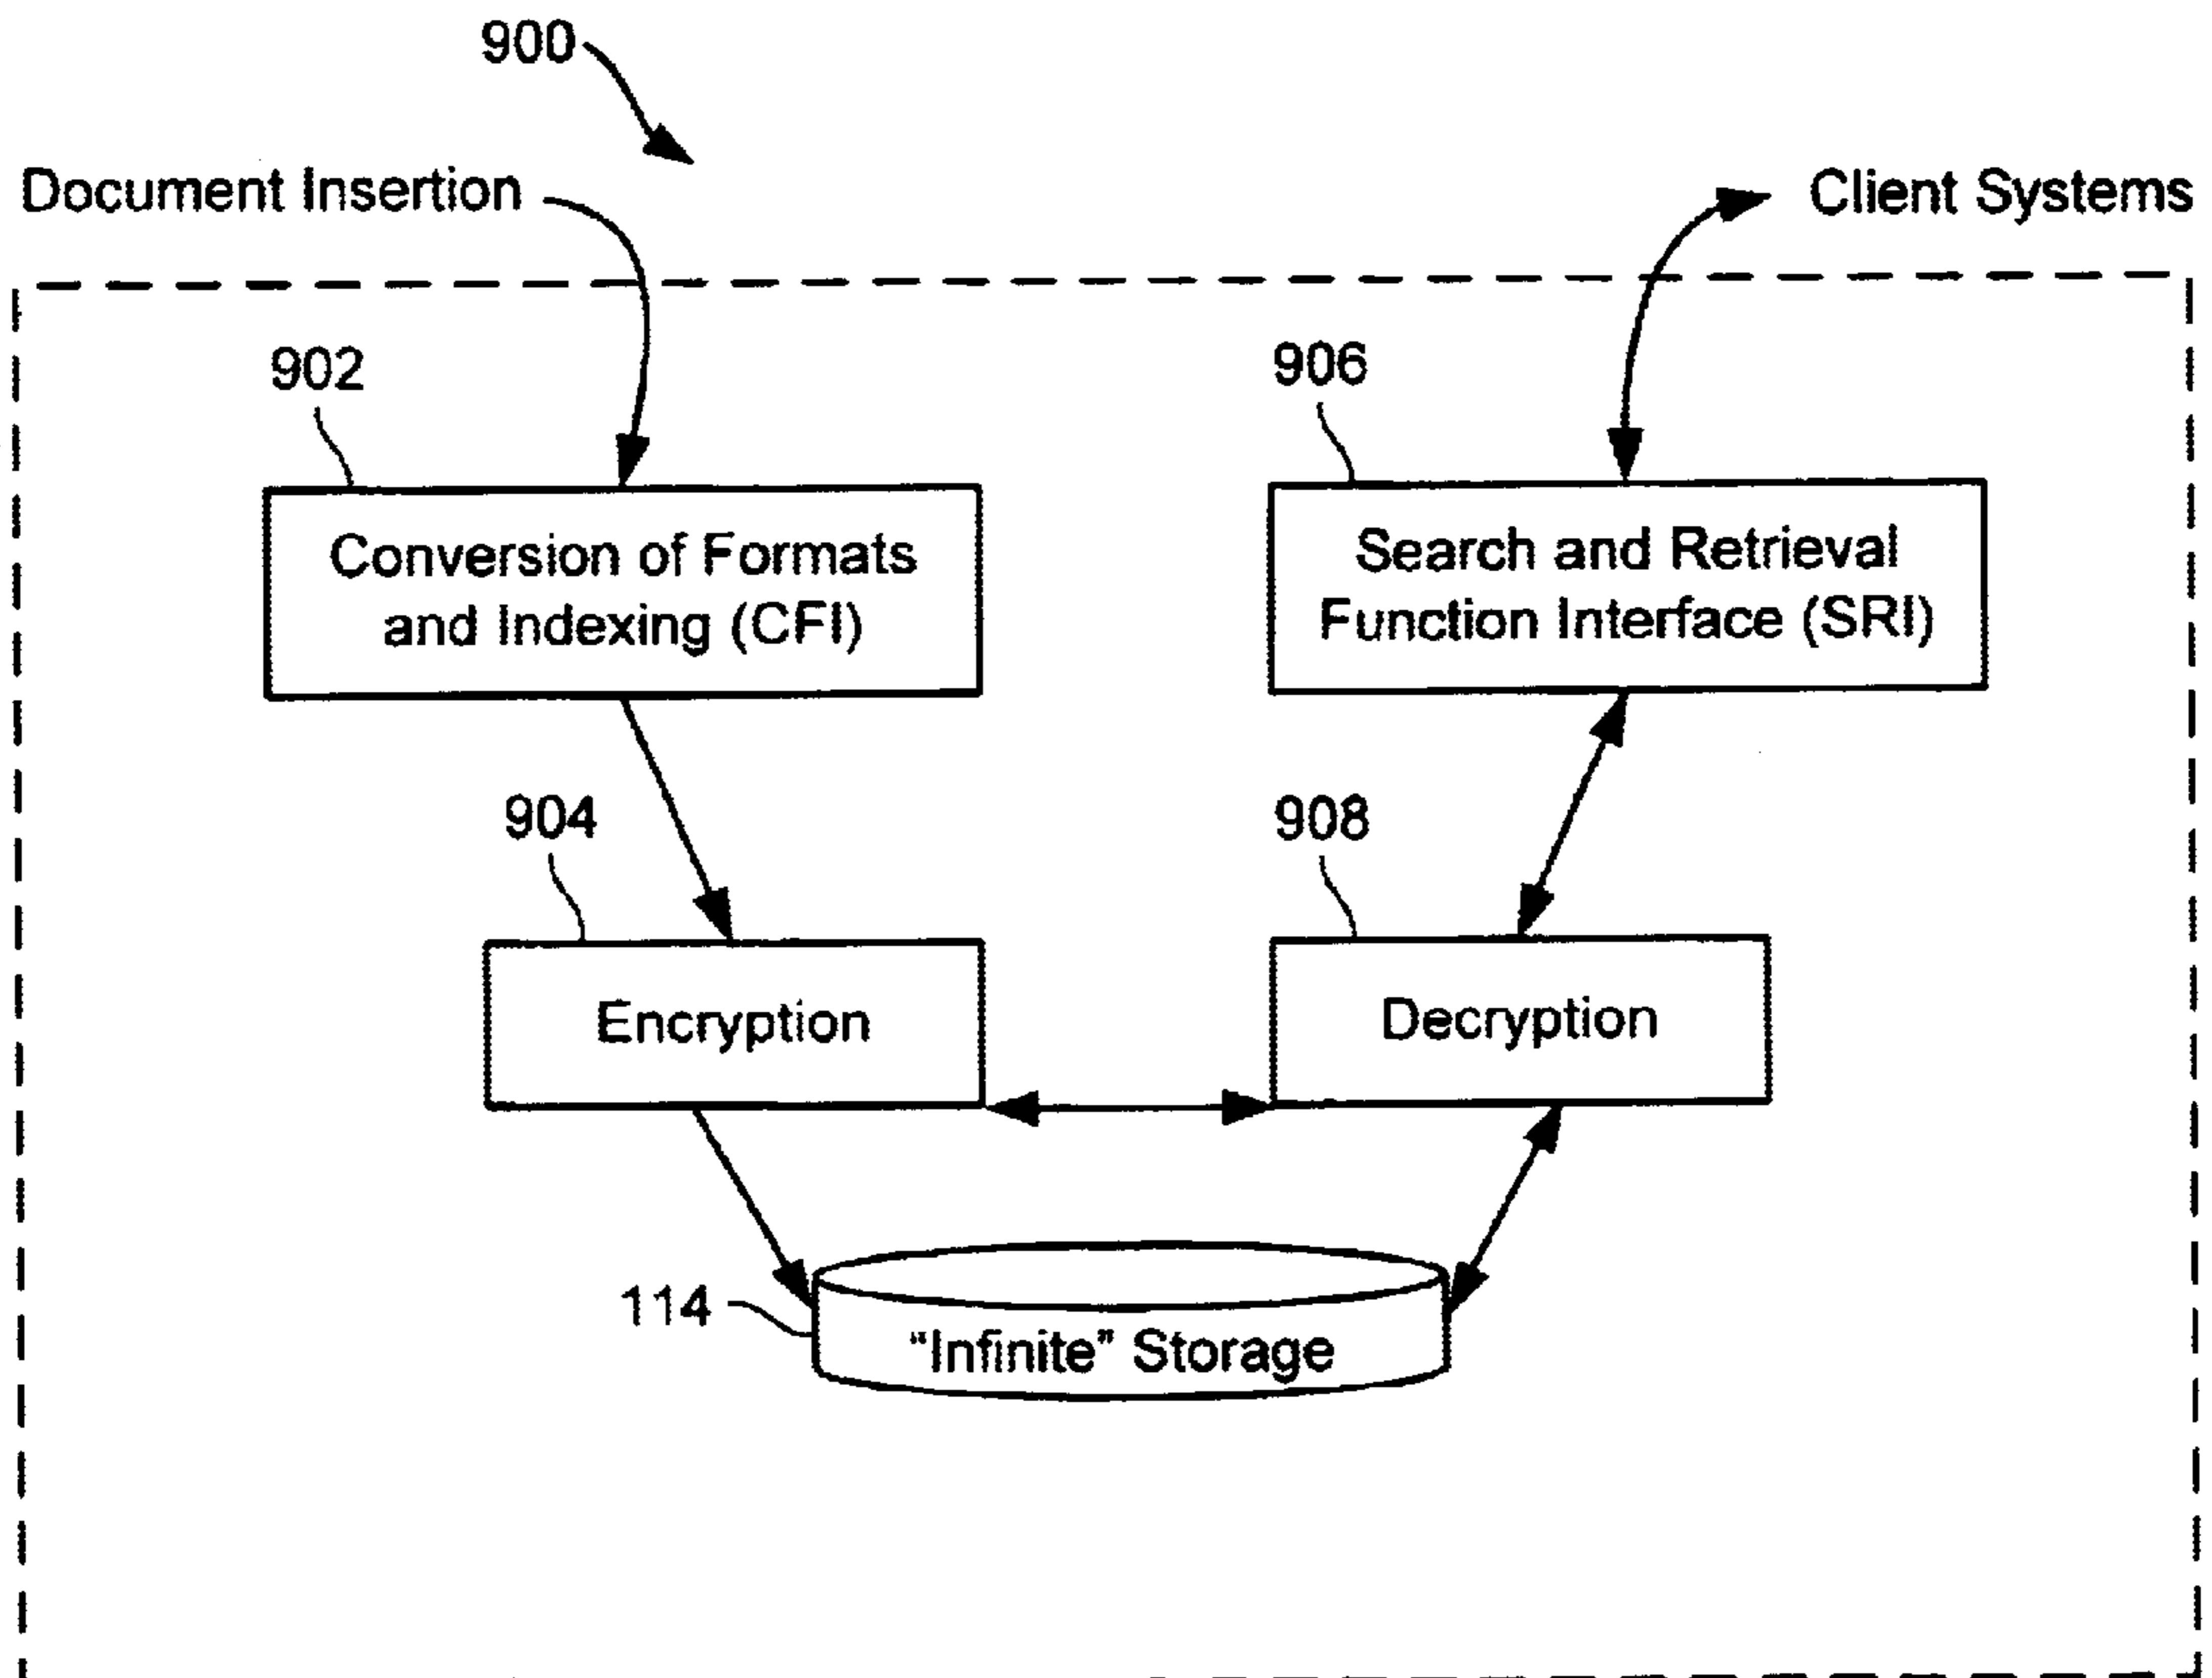 900
Document Insertion
Client Systems
902
906
Conversion of Formats
and Indexing (CFI)
Search and Retrieval
Function Interface (SRI)
904
908
Encryption
Decryption
114
“Infinite” Storage